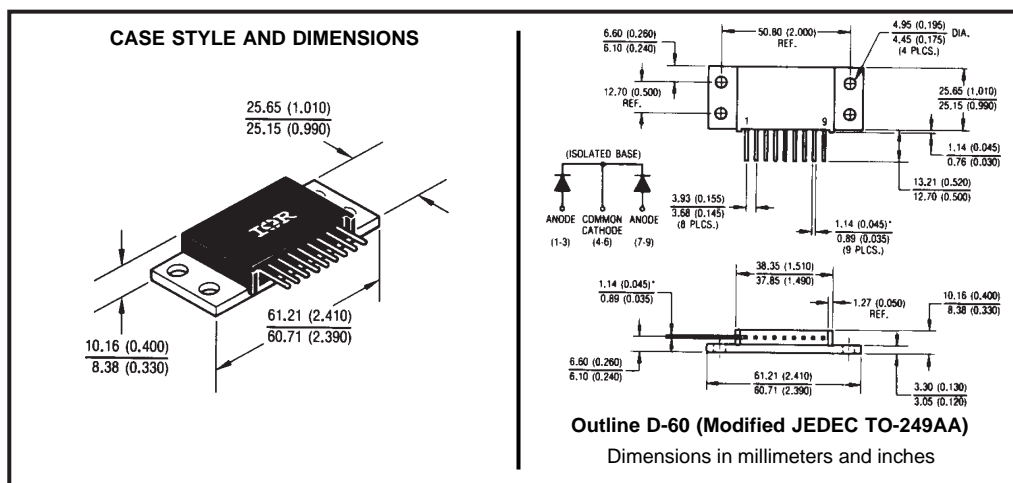 CASE STYLE AND DIMENSIONS
25.65 (1.010)
25.15 (0.990)
IOR
10.16 (0.400)
8.38 (0.330)
61.21 (2.410)
60.71 (2.390)
6.60 (0.260)
6.10 (0.240)
50.80 (2.000)
REF.
4.95 (0.195)
4.45 (0.175)
DIA.
(4 PLCS.)
12.70 (0.500)
REF.
1
9
25.65 (1.010)
25.15 (0.990)
1.14 (0.045)
0.76 (0.030)
13.21 (0.520)
12.70 (0.500)
(ISOLATED BASE)
ANODE
COMMON
CATHODE
ANODE
(1-3)
(4-6)
(7-9)
3.93 (0.155)
3.68 (0.145)
(8 PLCS.)
1.14 (0.045)*
0.89 (0.035)
(9 PLCS.)
38.35 (1.510)
37.85 (1.490)
1.14 (0.045)*
0.89 (0.035)
1.27 (0.050)
REF.
10.16 (0.400)
8.38 (0.330)
6.60 (0.260)
6.10 (0.240)
61.21 (2.410)
60.71 (2.390)
3.30 (0.130)
3.05 (0.120)
Outline D-60 (Modified JEDEC TO-249AA)
Dimensions in millimeters and inches